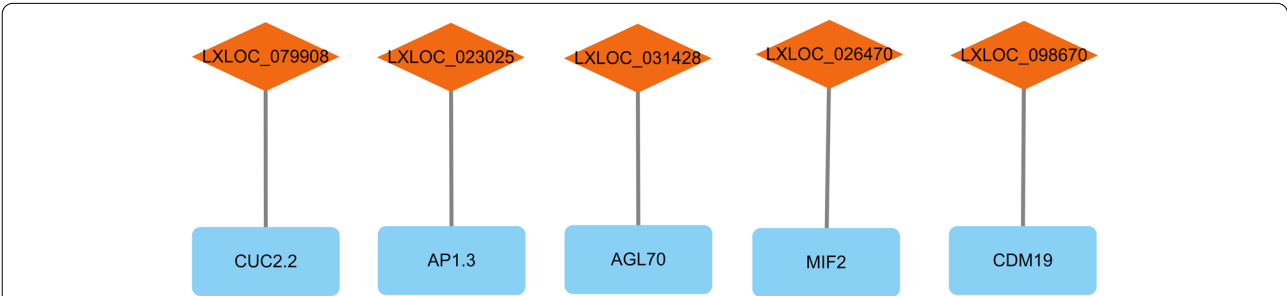 LXLOC_079908
LXLOC_023025
LXLOC_031428
LXLOC_026470
LXLOC_098670
CUC2.2
AP1.3
AGL70
MIF2
CDM19